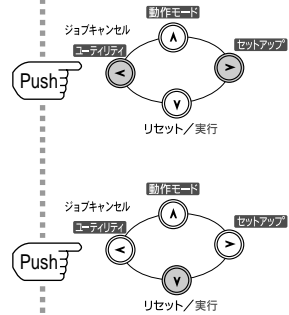 動作モード
ジョブキャンセル
ユーティリティ
セットアップ
Push
リセット／実行
動作モード
ジョブキャンセル
ユーティリティ
セットアップ
Push
リセット／実行